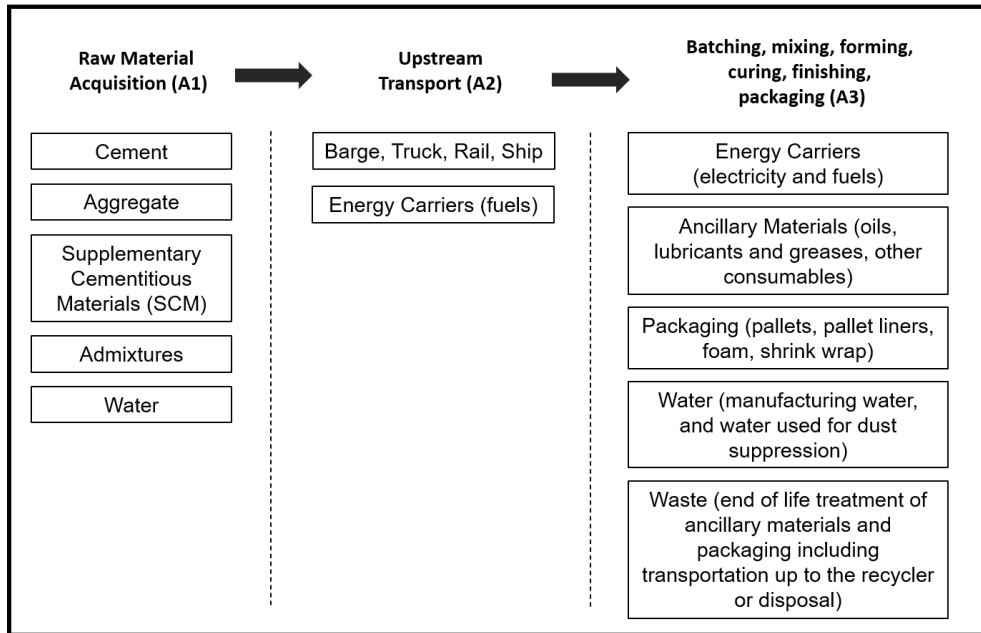 Raw Material
Acquisition (A1)
Upstream
Transport (A2)
Batching, mixing, forming,
curing, finishing,
packaging (A3)
Cement
Aggregate
Supplementary
Cementitious
Materials (SCM)
Admixtures
Water
Barge, Truck, Rail, Ship
Energy Carriers (fuels)
Energy Carriers
(electricity and fuels)
Ancillary Materials (oils,
lubricants and greases, other
consumables)
Packaging (pallets, pallet liners,
foam, shrink wrap)
Water (manufacturing water,
and water used for dust
suppression)
Waste (end of life treatment of
ancillary materials and
packaging including
transportation up to the recycler
or disposal)